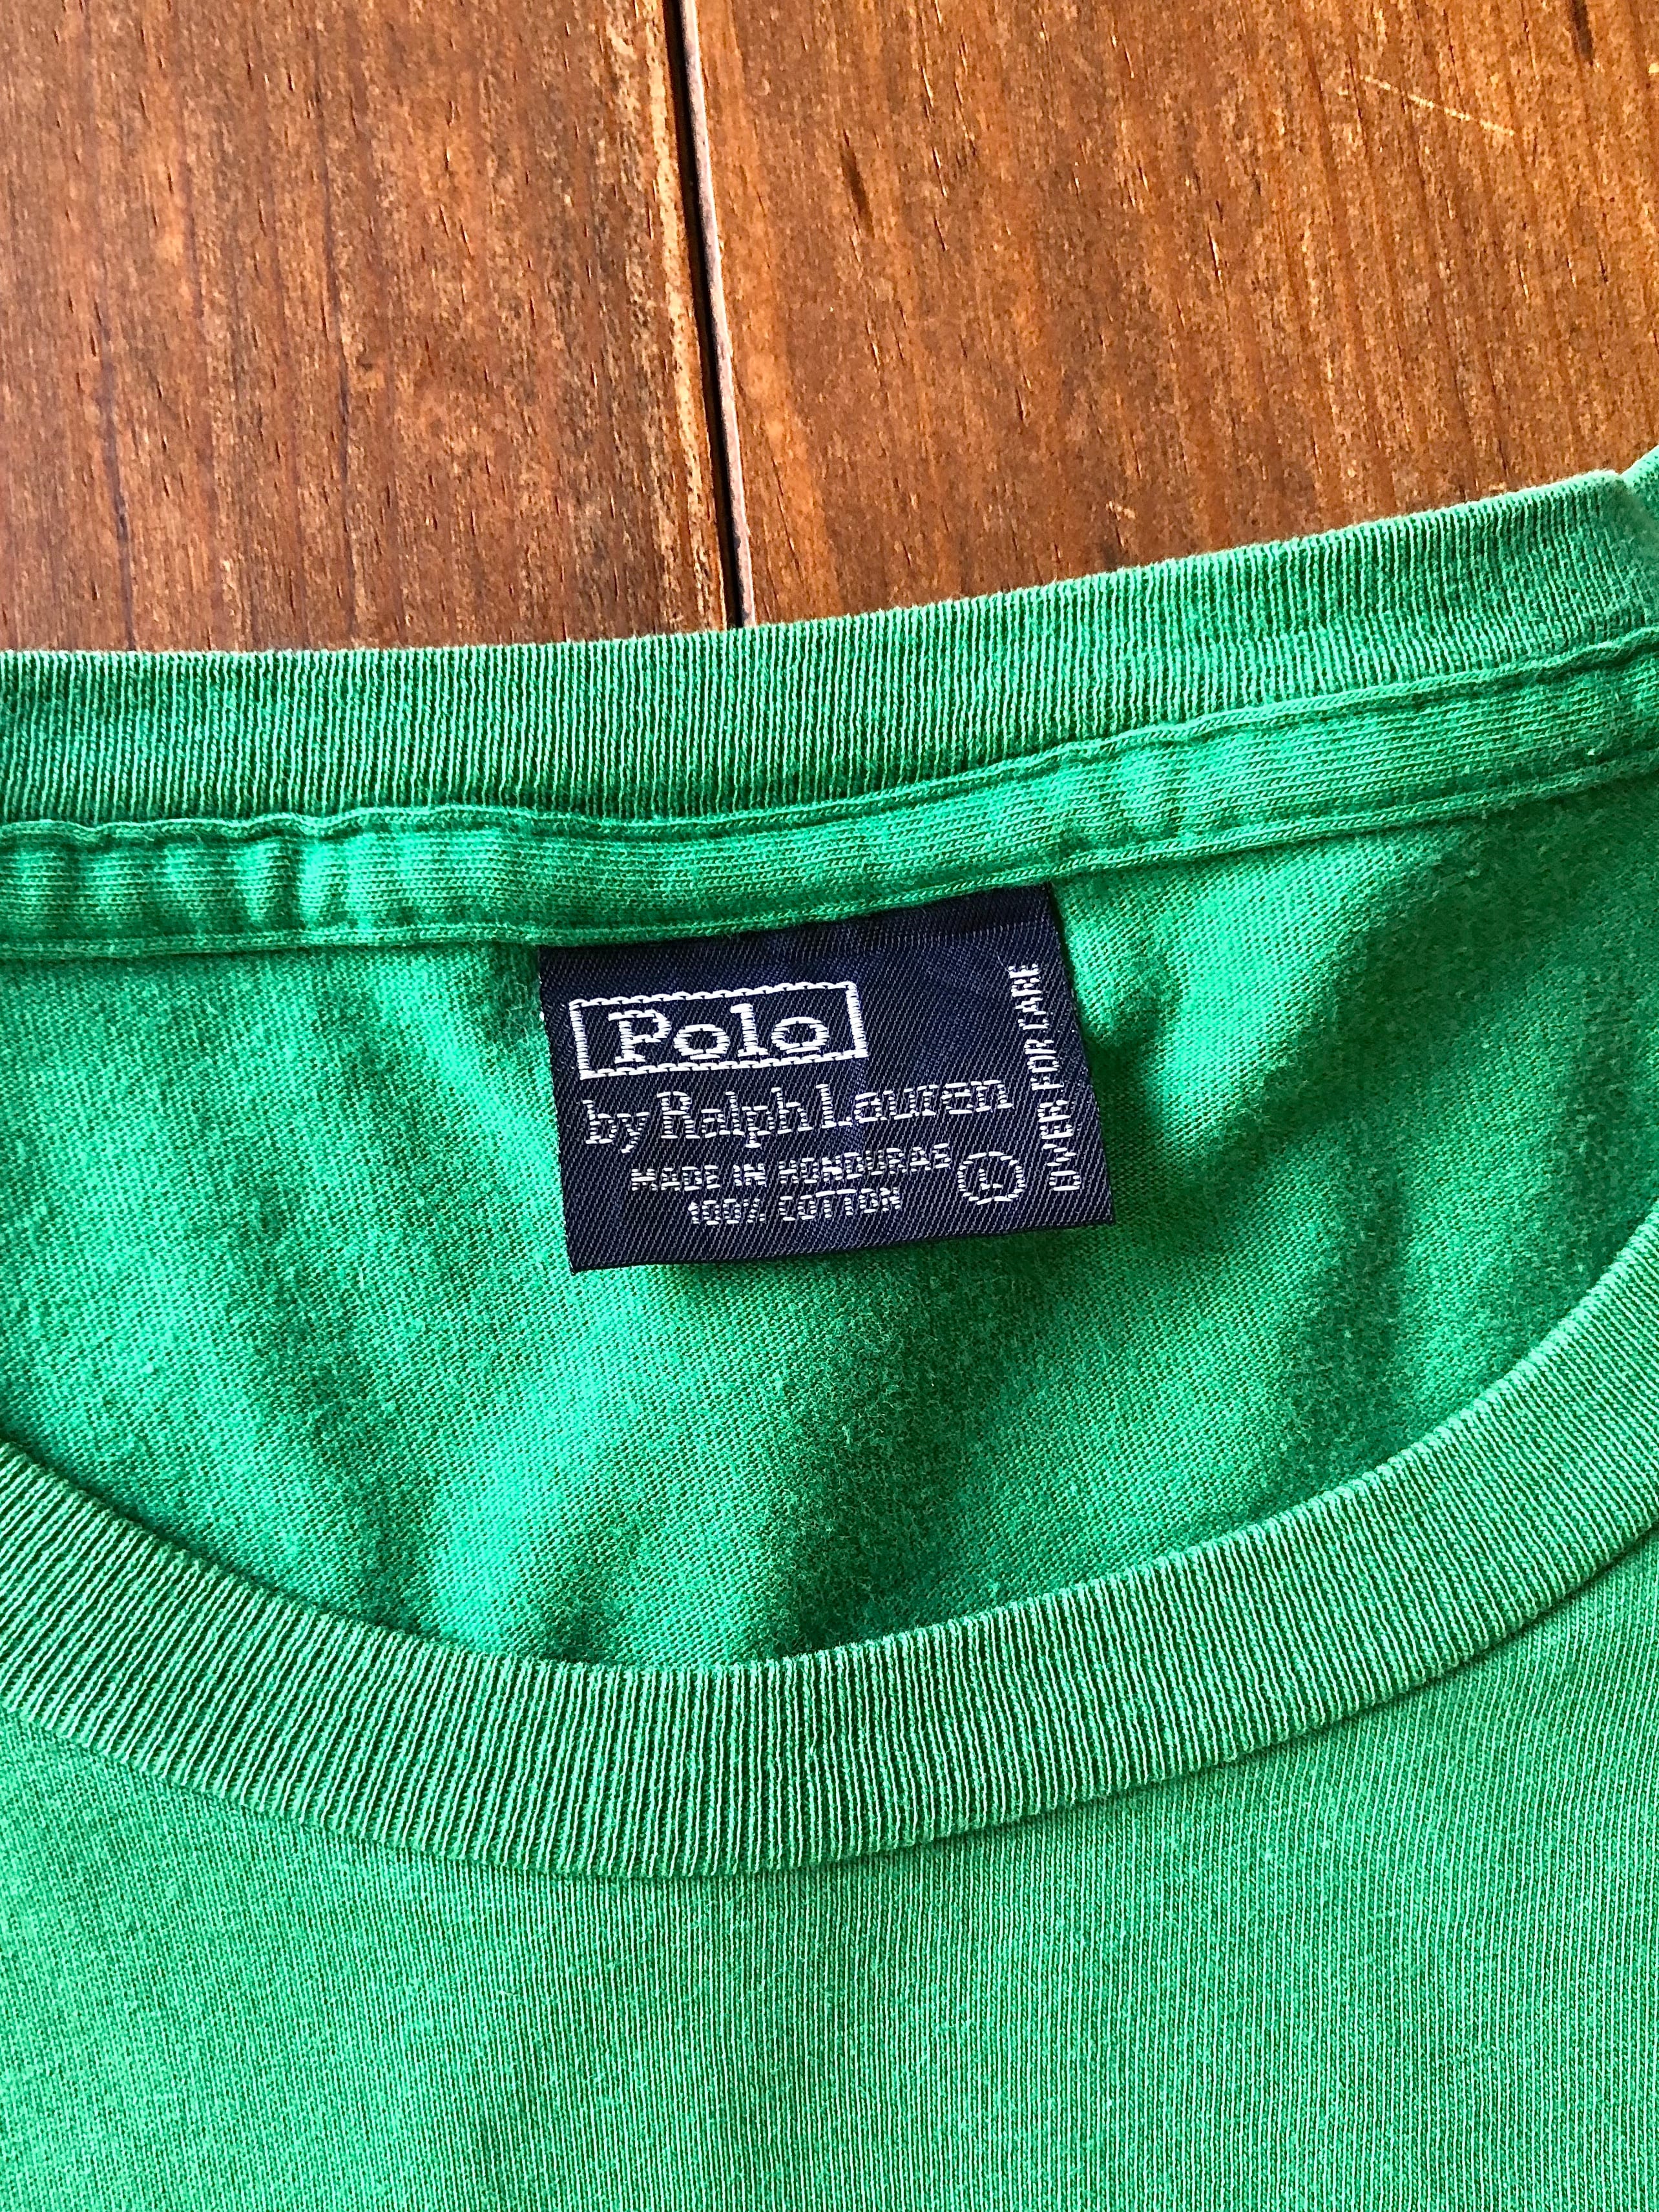 Polo
by Ralph Lauren
MADE IN HONDURAS
100% COTTON
L
OVER FOR CARE